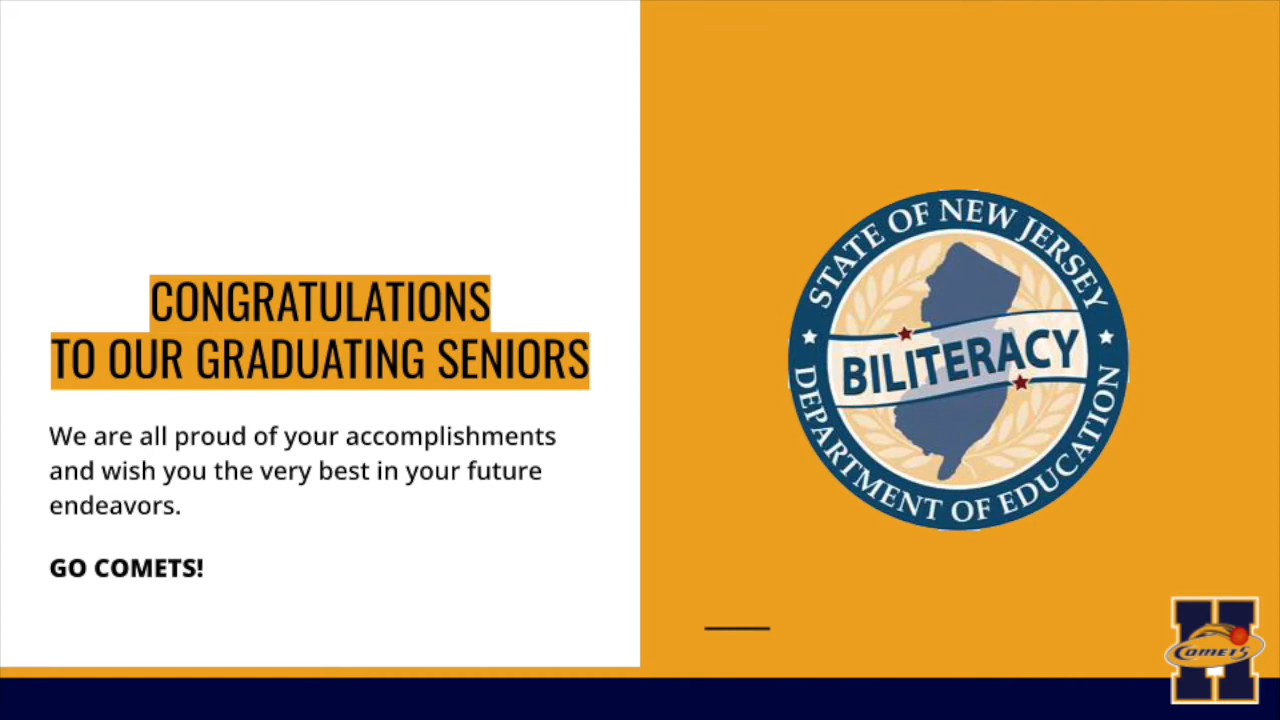 CONGRATULATIONS
TO OUR GRADUATING SENIORS
We are all proud of your accomplishments
and wish you the very best in your future
endeavors.
GO COMETS!
STATE OF NEW JERSEY
BILITERACY
DEPARTMENT OF EDUCATION
H
COMETS